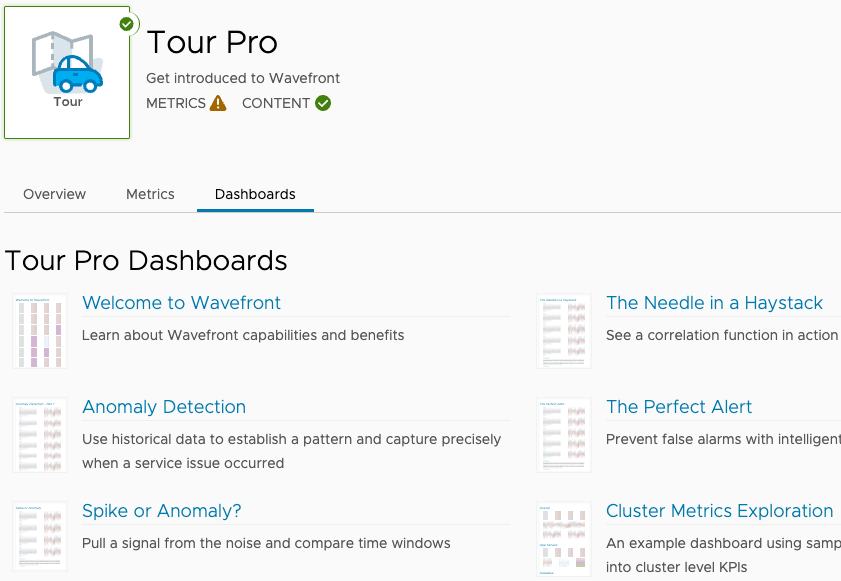 Tour
Tour Pro
Get introduced to Wavefront
METRICS CONTENT
Overview Metrics Dashboards
Tour Pro Dashboards
Welcome to Wavefront
Learn about Wavefront capabilities and benefits
The Needle in a Haystack
See a correlation function in action
Anomaly Detection
Use historical data to establish a pattern and capture precisely
when a service issue occurred
The Perfect Alert
Prevent false alarms with intelligent
Spike or Anomaly?
Pull a signal from the noise and compare time windows
Cluster Metrics Exploration
An example dashboard using samp
into cluster level KPIs